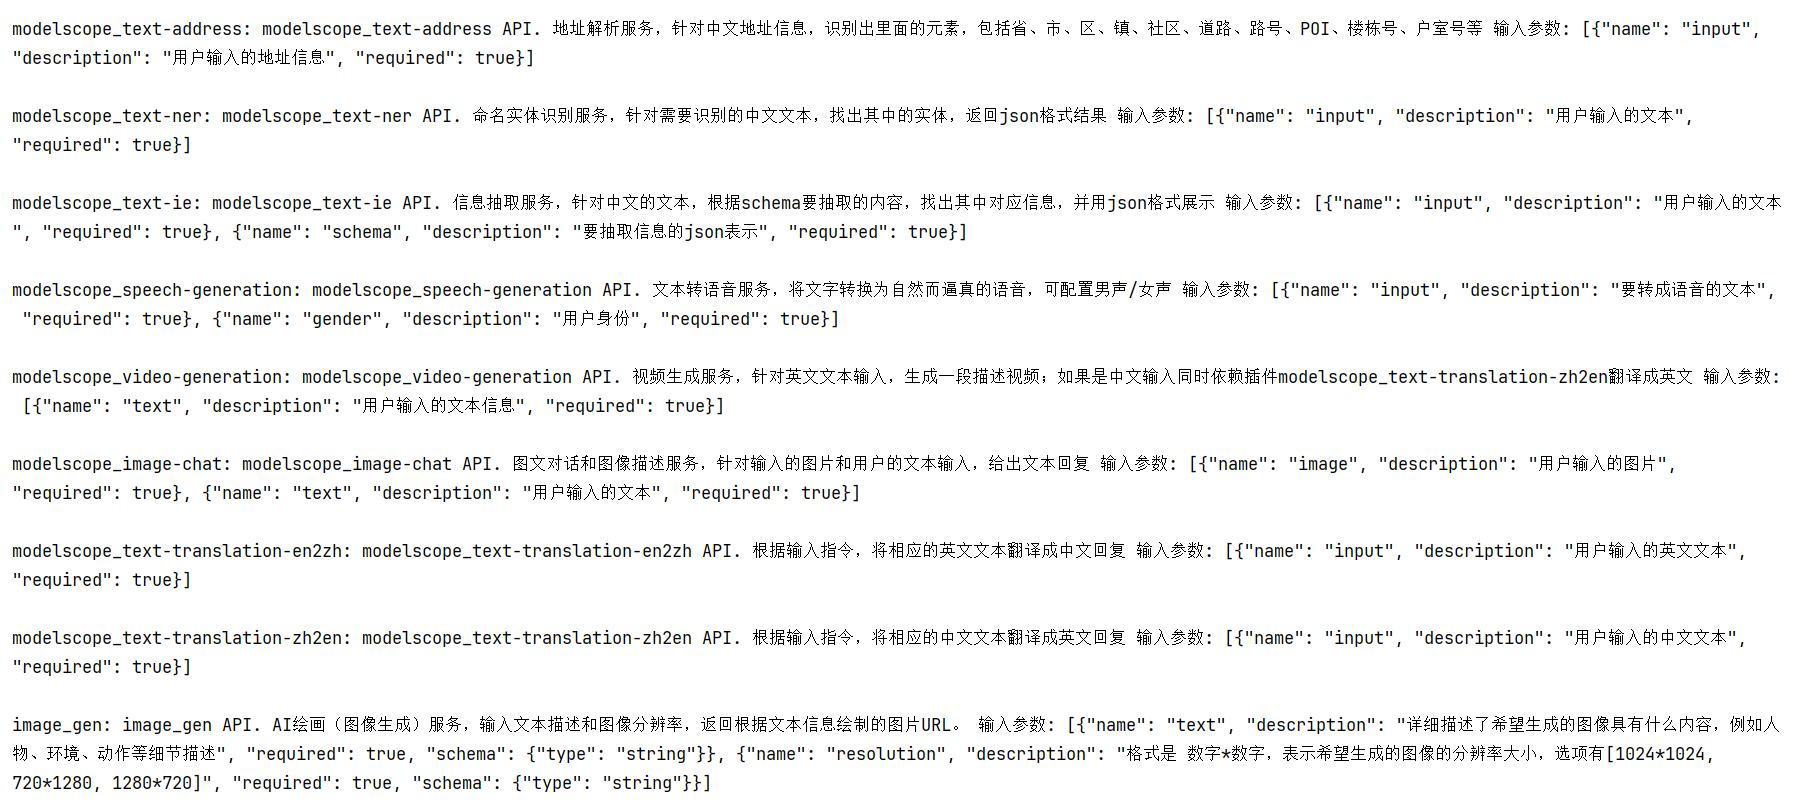 modelscope_text-address: modelscope_text-address API. 地址解析服务，针对中文地址信息，识别出里面的元素，包括省、市、区、镇、社区、道路、路号、POI、楼栋号、户室号等 输入参数: [{"name": "input",
"description": "用户输入的地址信息", "required": true}]
modelscope_text-ner: modelscope_text-ner API. 命名实体识别服务，针对需要识别的中文文本，找出其中的实体，返回json格式结果 输入参数: [{"name": "input", "description": "用户输入的文本",
"required": true}]
modelscope_text-ie: modelscope_text-ie API. 信息抽取服务，针对中文的文本，根据schema要抽取的内容，找出其中对应信息，并用json格式展示 输入参数: [{"name": "input", "description": "用户输入的文本
", "required": true}, {"name": "schema", "description": "要抽取信息的json表示", "required": true}]
modelscope_speech-generation: modelscope_speech-generation API. 文本转语音服务，将文字转换为自然而逼真的语音，可配置男声/女声 输入参数: [{"name": "input", "description": "要转成语音的文本",
"required": true}, {"name": "gender", "description": "用户身份", "required": true}]
modelscope_video-generation: modelscope_video-generation API. 视频生成服务，针对英文文本输入，生成一段描述视频；如果是中文输入同时依赖插件modelscope_text-translation-zh2en翻译成英文 输入参数:
[{"name": "text", "description": "用户输入的文本信息", "required": true}]
modelscope_image-chat: modelscope_image-chat API. 图文对话和图像描述服务，针对输入的图片和用户的文本输入，给出文本回复 输入参数: [{"name": "image", "description": "用户输入的图片",
"required": true}, {"name": "text", "description": "用户输入的文本", "required": true}]
modelscope_text-translation-en2zh: modelscope_text-translation-en2zh API. 根据输入指令，将相应的英文文本翻译成中文回复 输入参数: [{"name": "input", "description": "用户输入的英文文本",
"required": true}]
modelscope_text-translation-zh2en: modelscope_text-translation-zh2en API. 根据输入指令，将相应的中文文本翻译成英文回复 输入参数: [{"name": "input", "description": "用户输入的中文文本",
"required": true}]
image_gen: image_gen API. AI绘画（图像生成）服务，输入文本描述和图像分辨率，返回根据文本信息绘制的图片URL。 输入参数: [{"name": "text", "description": "详细描述了希望生成的图像具有什么内容，例如人
物、环境、动作等细节描述", "required": true, "schema": {"type": "string"}}, {"name": "resolution", "description": "格式是 数字*数字，表示希望生成的图像的分辨率大小，选项有[1024*1024,
720*1280, 1280*720]", "required": true, "schema": {"type": "string"}}]